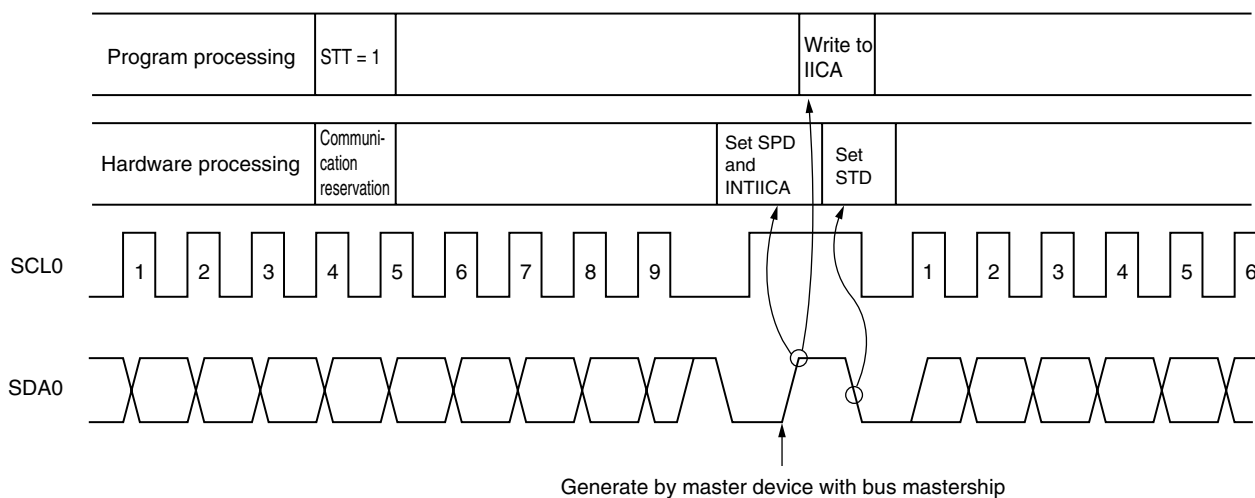 Program processing
STT = 1
Write to
IICA
Hardware processing
Communi-
cation
reservation
Set SPD
and
INTIICA
Set
STD
SCL0
1 2 3 4 5 6 7 8 9 1 2 3 4 5 6
SDA0
Generate by master device with bus mastership